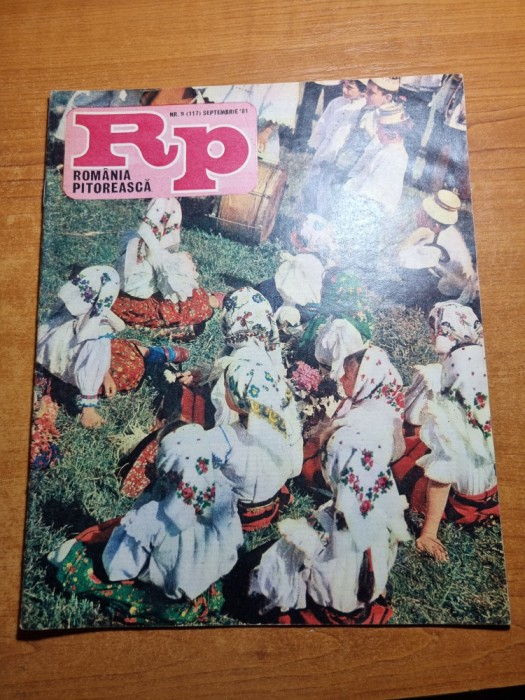 NR. 9 (117) SEPTEMBRIE '81
Rp
ROMÂNIA
PITOREASCĂ